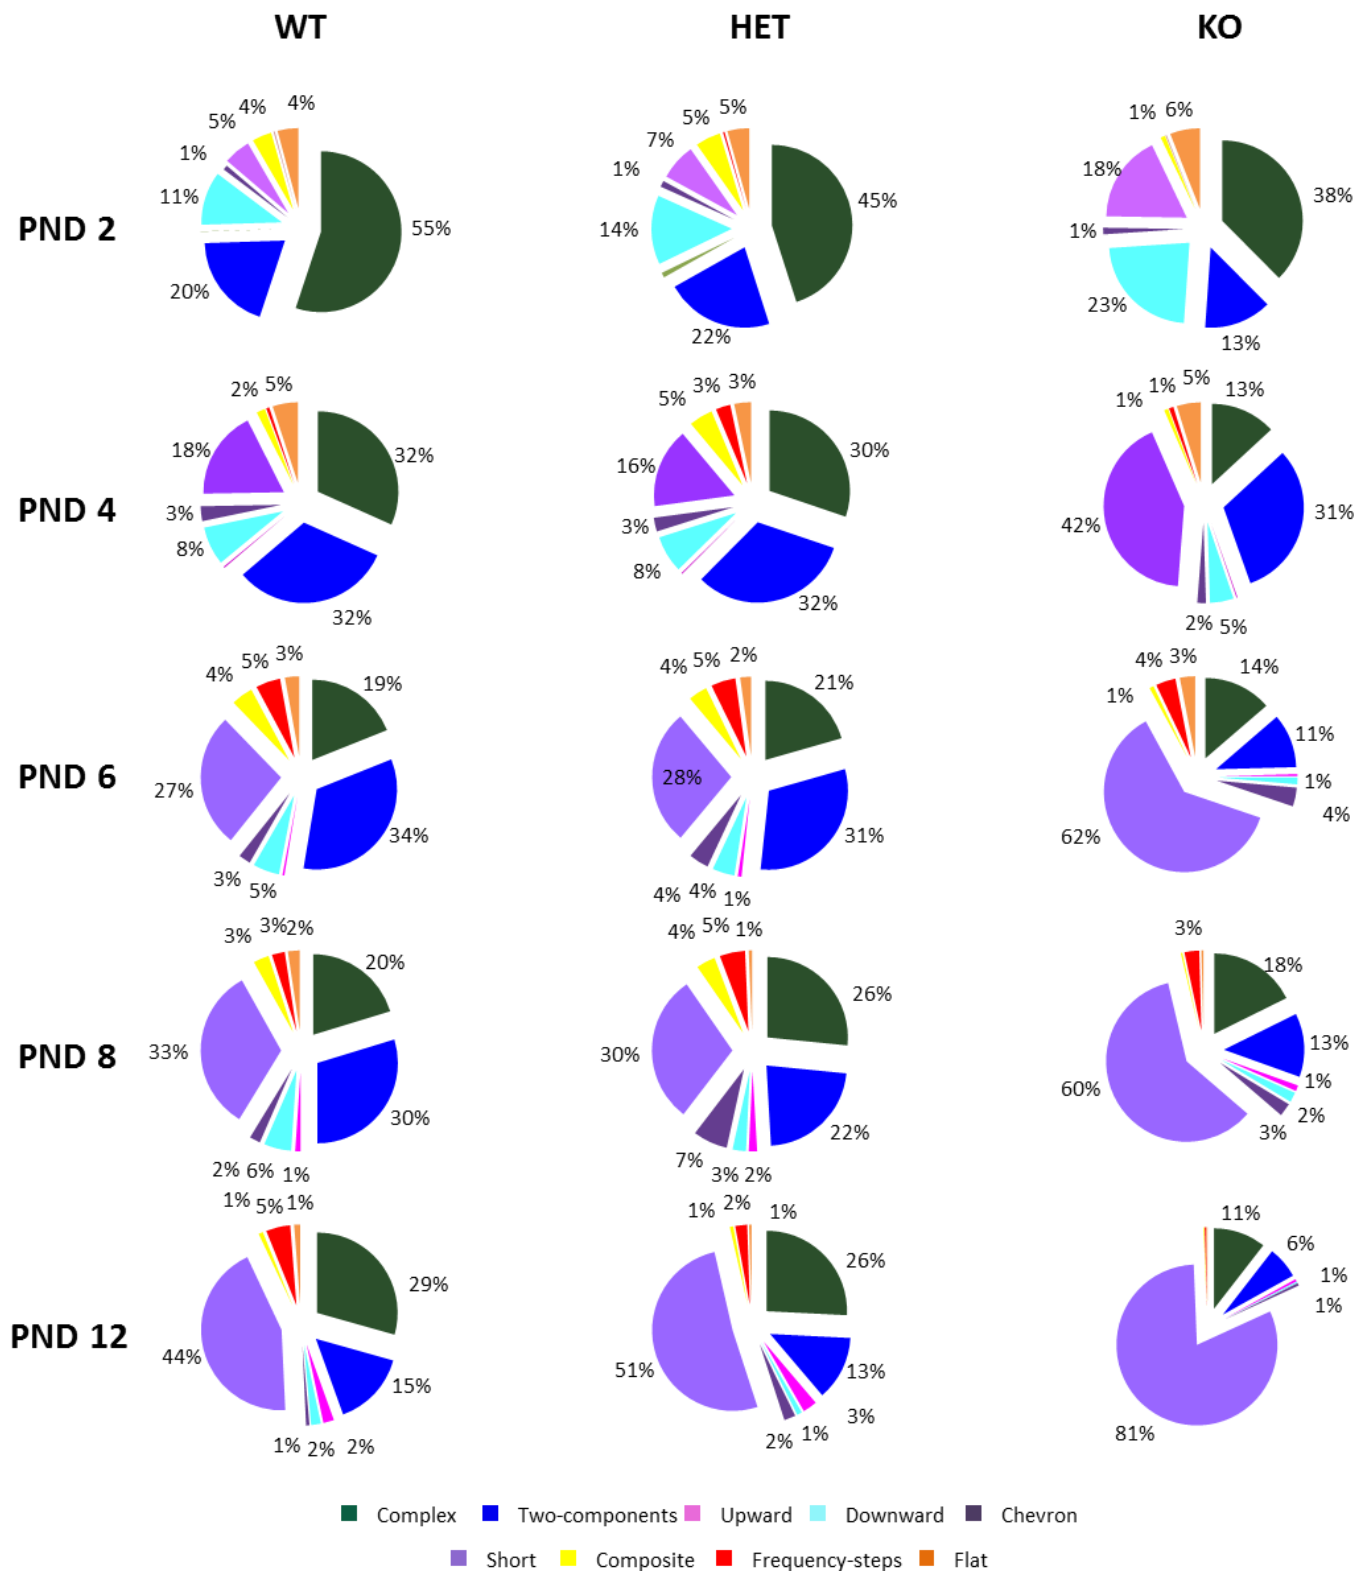 WT HET KO
4% 4% 5% 5% 1% 6%
5% 7%
1% 1% 18%
11% 45% 38%
PND 2 55% 14% 1%
20% 22% 23% 13%
2% 5% 5% 3% 3% 1% 1% 5% 13%
18% 32% 16% 30%
PND 4 3% 3% 42% 31%
8% 8%
32% 32% 2% 5%
4% 5% 3% 4% 5% 2% 1% 4% 3% 14%
19% 21% 11%
PND 6 27% 28% 1%
34% 31% 62% 4%
3% 5% 4% 4% 1%
3% 3% 2% 4% 5% 1% 3%
20% 26% 18%
PND 8 33% 30% 13%
30% 22% 60% 1%
2% 6% 1% 7% 3% 2% 3% 2%
1% 5% 1% 1% 2% 1% 11%
29% 26% 6%
1%
PND 12 44% 51% 1%
15% 13%
1% 2% 2% 2% 1% 3% 81%
Complex Two-components Upward Downward Chevron
Short Composite Frequency-steps Flat